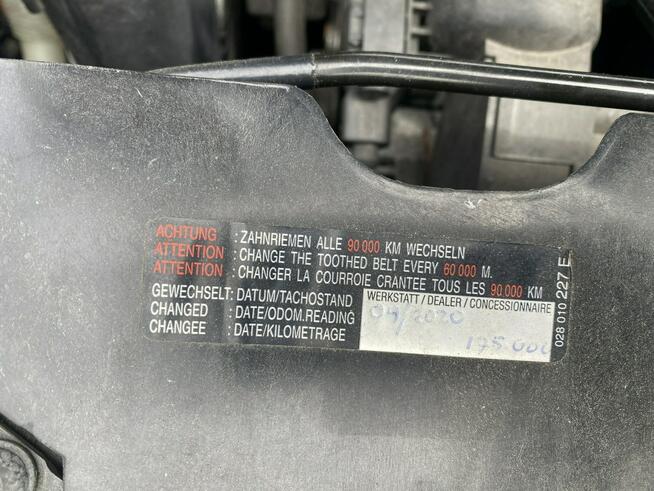 ACHTUNG : ZAHNRIEMEN ALLE 90 000 KM WECHSELN
ATTENTION : CHANGE THE TOOTHED BELT EVERY 60 000 M.
ATTENTION : CHANGER LA COURROIE CRANTEE TOUS LES 90.000 KM
GEWECHSELT: DATUM/TACHOSTAND
CHANGED : DATE/ODOM.READING
CHANGEE : DATE/KILOMETRAGE
WERKSTATT / DEALER / CONCESSIONNAIRE
04/2020
175.000
028 010 227 E